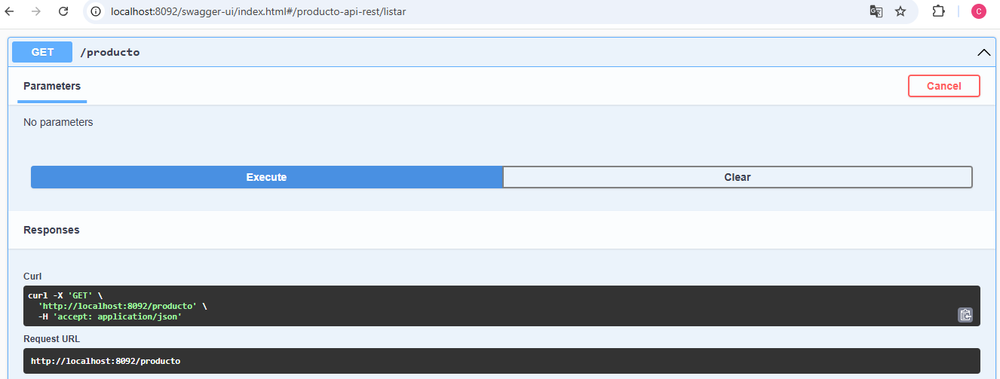 localhost:8092/swagger-ui/index.html#/producto-api-rest/listar
C
GET /producto
Parameters
Cancel
No parameters
Execute
Clear
Responses
Curl
curl -X 'GET' \
'http://localhost:8092/producto' \
-H 'accept: application/json'
Request URL
http://localhost:8092/producto